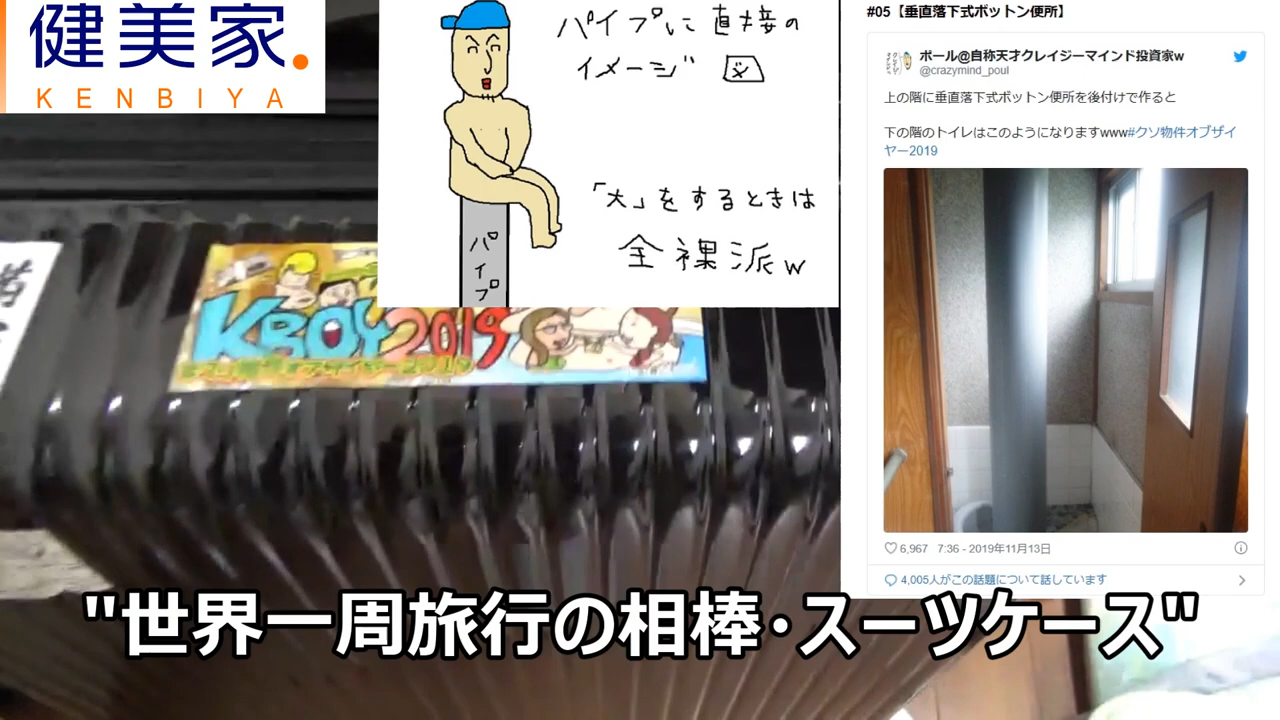 健美家.
KENBIYA
パイプに直接の
イメージ図
「大」をするときは
全裸派w
パイプ
#05【垂直落下式ボットン便所】
ポール@自称天才クレイジーマインド投資家w
@crazymind_poul
上の階に垂直落下式ボットン便所を後付けで作ると
下の階のトイレはこのようになりますwww#クソ物件オブザイ
ヤー2019
6,967 7:36 - 2019年11月13日
4,005人がこの話題について話しています
KBOY2019
"世界一周旅行の相棒・スーツケース"